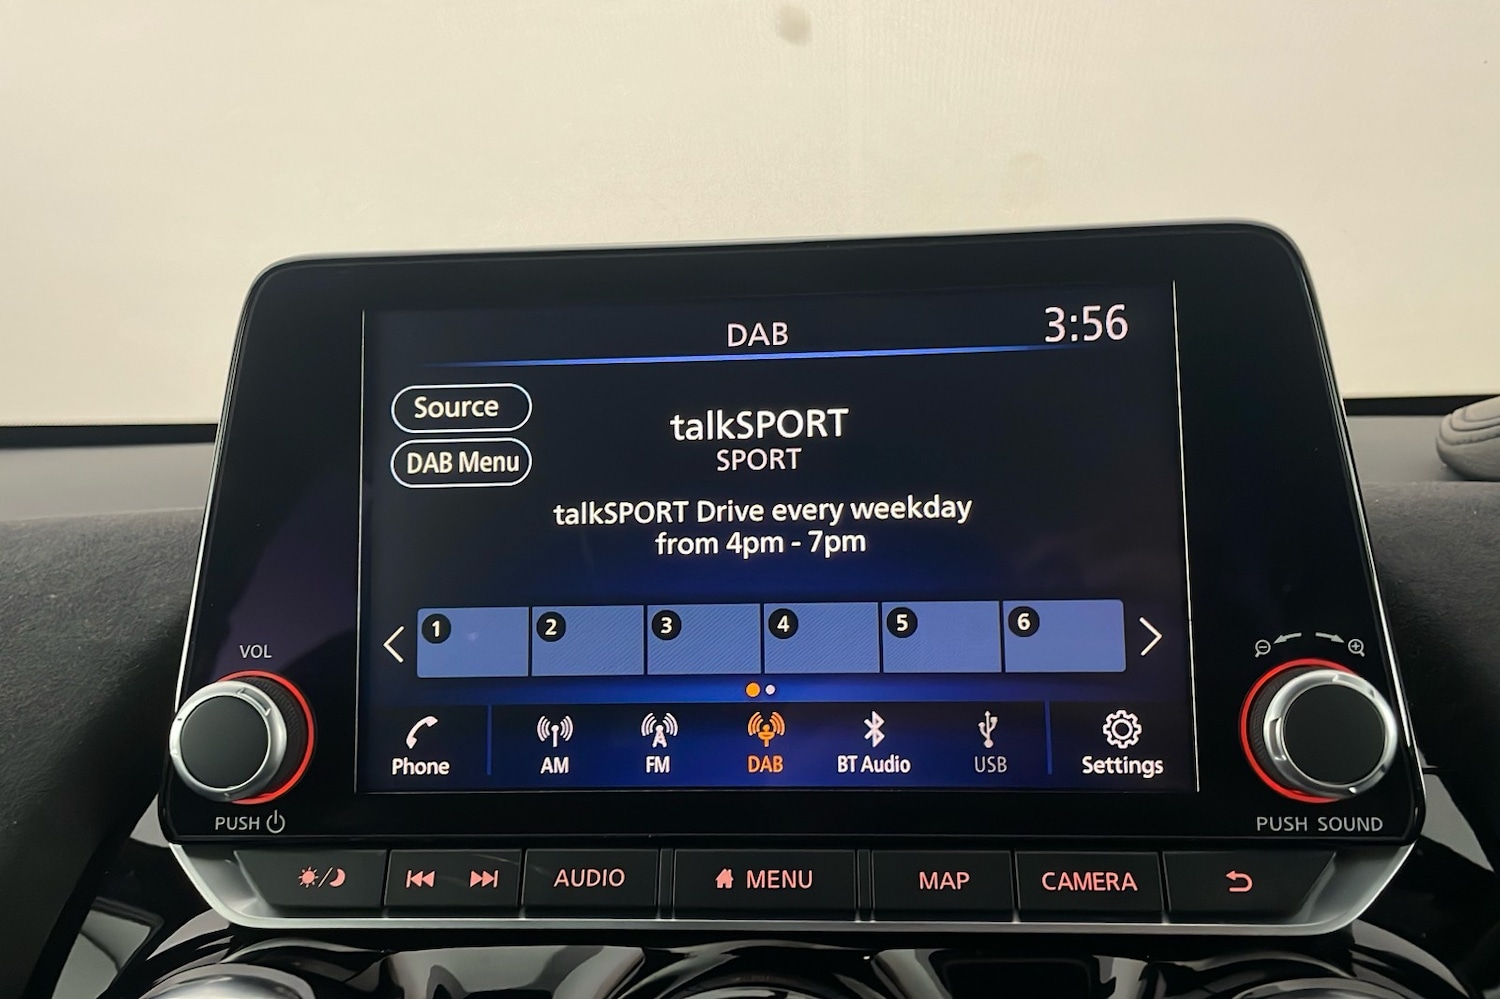 DAB
3:56
Source
DAB Menu
talkSPORT
SPORT
talkSPORT Drive every weekday
from 4pm - 7pm
1 2 3 4 5 6
Phone AM FM DAB BT Audio USB Settings
VOL
PUSH
PUSH SOUND
AUDIO MENU MAP CAMERA